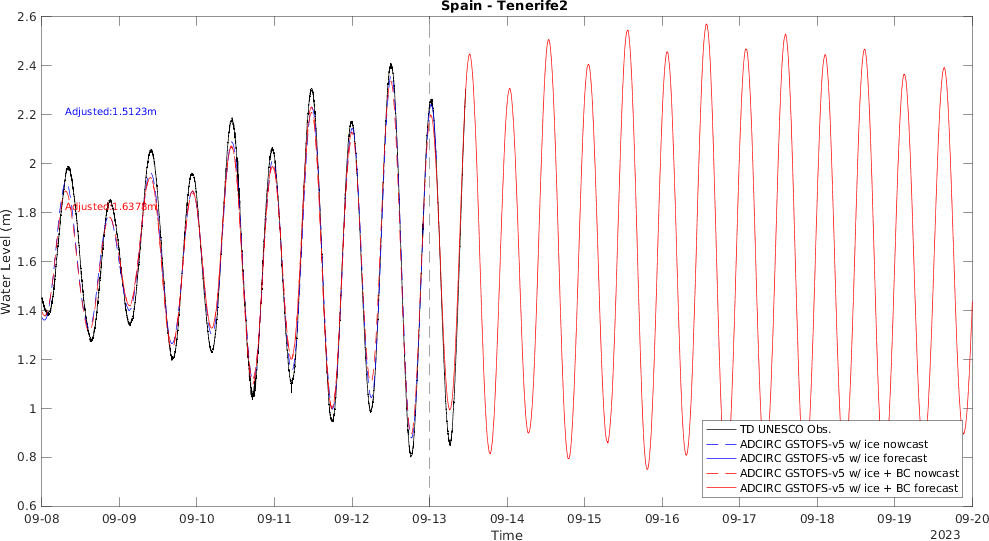 Spain - Tenerife2
2.6
2.4
2.2
2
1.8
1.6
1.4
1.2
1
0.8
0.6
Water Level (m)
Adjusted:1.5123m
Adjusted:1.6378m
TD UNESCO Obs.
ADCIRC GSTOFS-v5 w/ ice nowcast
ADCIRC GSTOFS-v5 w/ ice forecast
ADCIRC GSTOFS-v5 w/ ice + BC nowcast
ADCIRC GSTOFS-v5 w/ ice + BC forecast
09-08 09-09 09-10 09-11 09-12 09-13 09-14 09-15 09-16 09-17 09-18 09-19 09-20
Time
2023